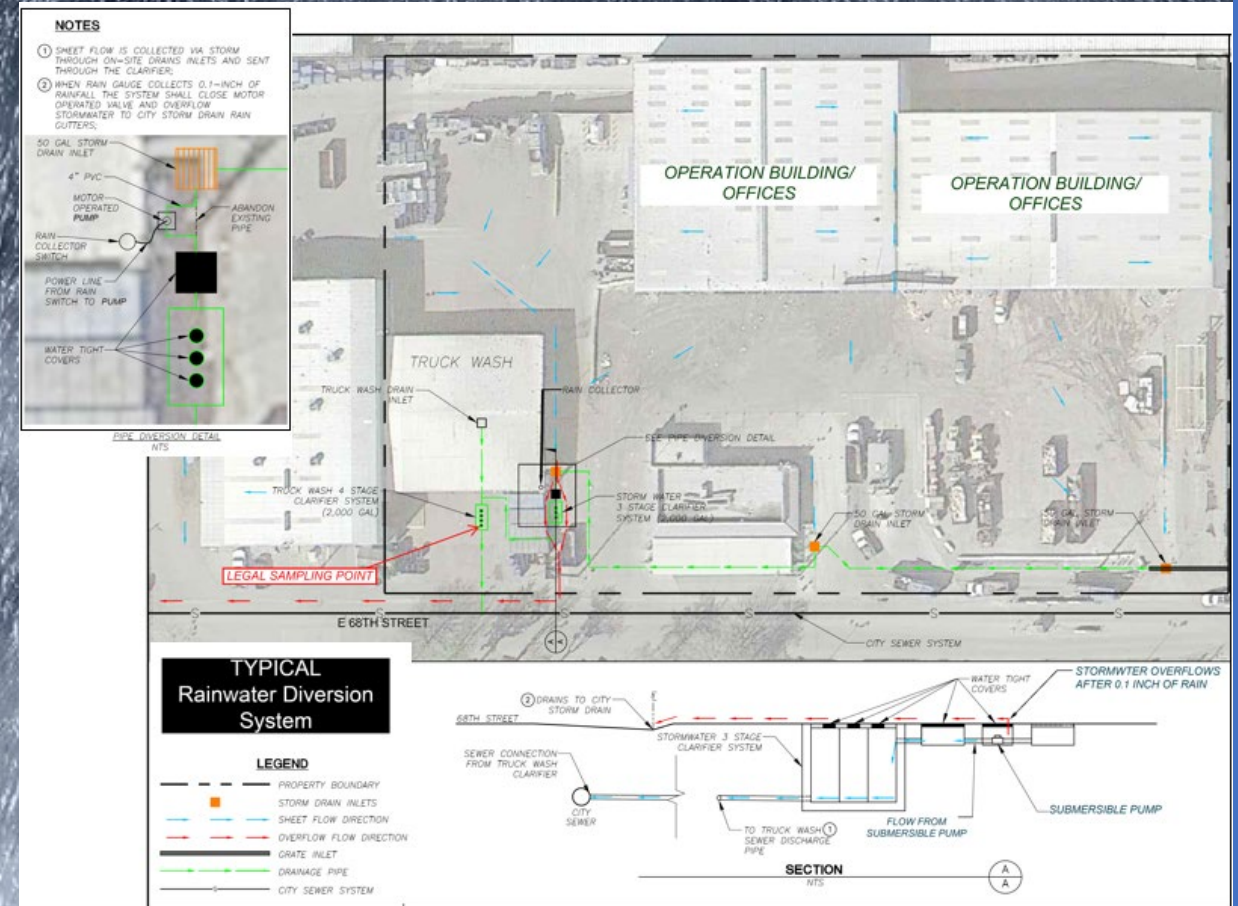 NOTES
1 SHEET FLOW IS COLLECTED VIA STORM
THROUGH ON-SITE DRAINS INLETS AND SENT
THROUGH THE CLARIFIER;
2 WHEN RAIN GAUGE COLLECTS 0.1-INCH OF
RAINFALL THE SYSTEM SHALL CLOSE MOTOR
OPERATED VALVE AND OVERFLOW
STORMWATER TO CITY STORM DRAIN RAIN
GUTTERS;
50 GAL STORM
DRAIN INLET
4" PVC
MOTOR
OPERATED
PUMP
ABANDON
EXISTING
PIPE
RAIN
COLLECTOR
SWITCH
POWER LINE
FROM RAIN
SWITCH TO PUMP
WATER TIGHT
COVERS
PIPE DIVERSION DETAIL
NTS
OPERATION BUILDING/
OFFICES
OPERATION BUILDING/
OFFICES
TRUCK WASH
TRUCK WASH DRAIN
INLET
RAIN COLLECTOR
SEE PIPE DIVERSION DETAIL
TRUCK WASH 4 STAGE
CLARIFIER SYSTEM
(2,000 GAL)
STORM WATER
3 STAGE CLARIFIER
SYSTEM (2,000 GAL)
50 GAL STORM
DRAIN INLET
50 GAL STORM
DRAIN INLET
LEGAL SAMPLING POINT
S
S
S
S
S
E 68TH STREET
A
A
CITY SEWER SYSTEM
TYPICAL
Rainwater Diversion
System
LEGEND
PROPERTY BOUNDARY
STORM DRAIN INLETS
SHEET FLOW DIRECTION
OVERFLOW FLOW DIRECTION
GRATE INLET
DRAINAGE PIPE
S
CITY SEWER SYSTEM
2 DRAINS TO CITY
STORM DRAIN
68TH STREET
STORMWATER 3 STAGE
CLARIFIER SYSTEM
SEWER CONNECTION
FROM TRUCK WASH
CLARIFIER
CITY
SEWER
WATER TIGHT
COVERS
STORMWTER OVERFLOWS
AFTER 0.1 INCH OF RAIN
SUBMERSIBLE PUMP
FLOW FROM
SUBMERSIBLE PUMP
TO TRUCK WASH 1
SEWER DISCHARGE
PIPE
SECTION
NTS
A
A